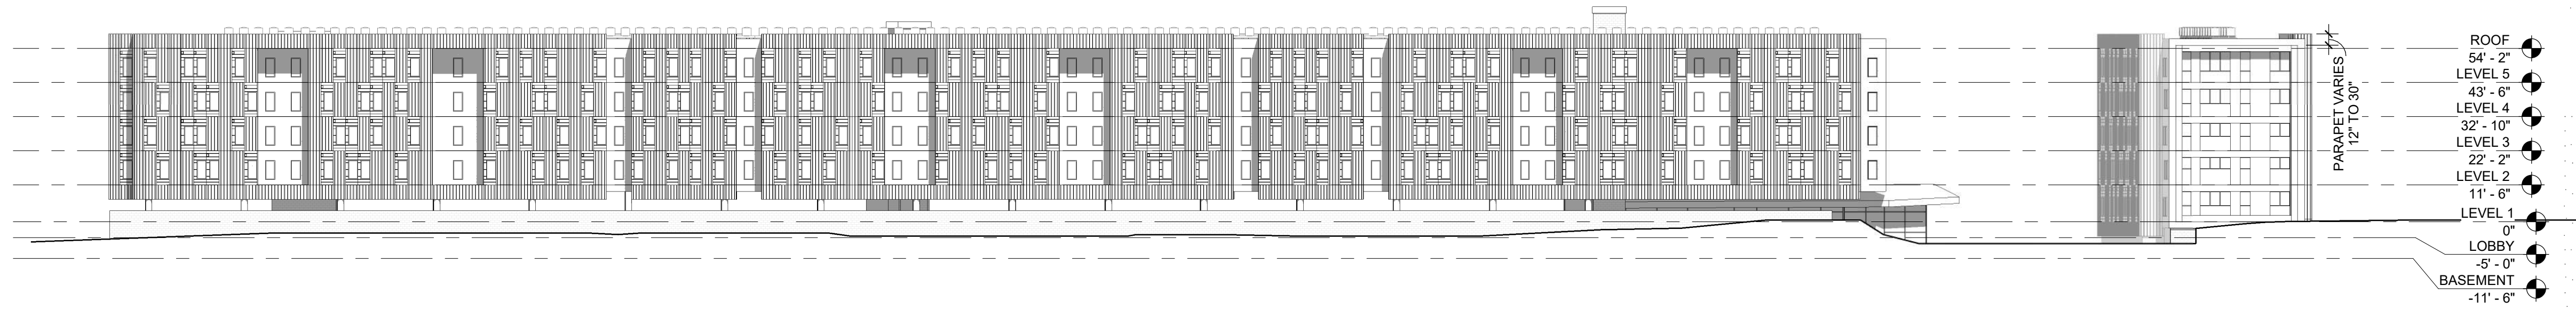 ROOF
54' - 2"
LEVEL 5
43' - 6"
LEVEL 4
32' - 10"
LEVEL 3
22' - 2"
LEVEL 2
11' - 6"
LEVEL 1
0"
LOBBY
-5' - 0"
BASEMENT
-11' - 6"
PARAPET VARIES
12" TO 30"